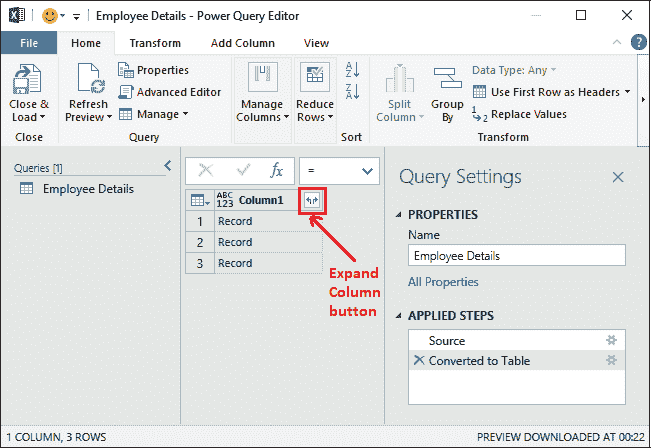 Employee Details - Power Query Editor
File Home Transform Add Column View
Close & Load
Close
Refresh Preview
Properties
Advanced Editor
Manage
Query
Manage Columns
Reduce Rows
A Z
Z A
Sort
Split Column
Group By
Data Type: Any
Use First Row as Headers
1 2 Replace Values
Transform
Queries [1]
Employee Details
fx =
ABC 123 Column1
1 Record
2 Record
3 Record
Expand
Column
button
Query Settings
PROPERTIES
Name
Employee Details
All Properties
APPLIED STEPS
Source
Converted to Table
1 COLUMN, 3 ROWS PREVIEW DOWNLOADED AT 00:22